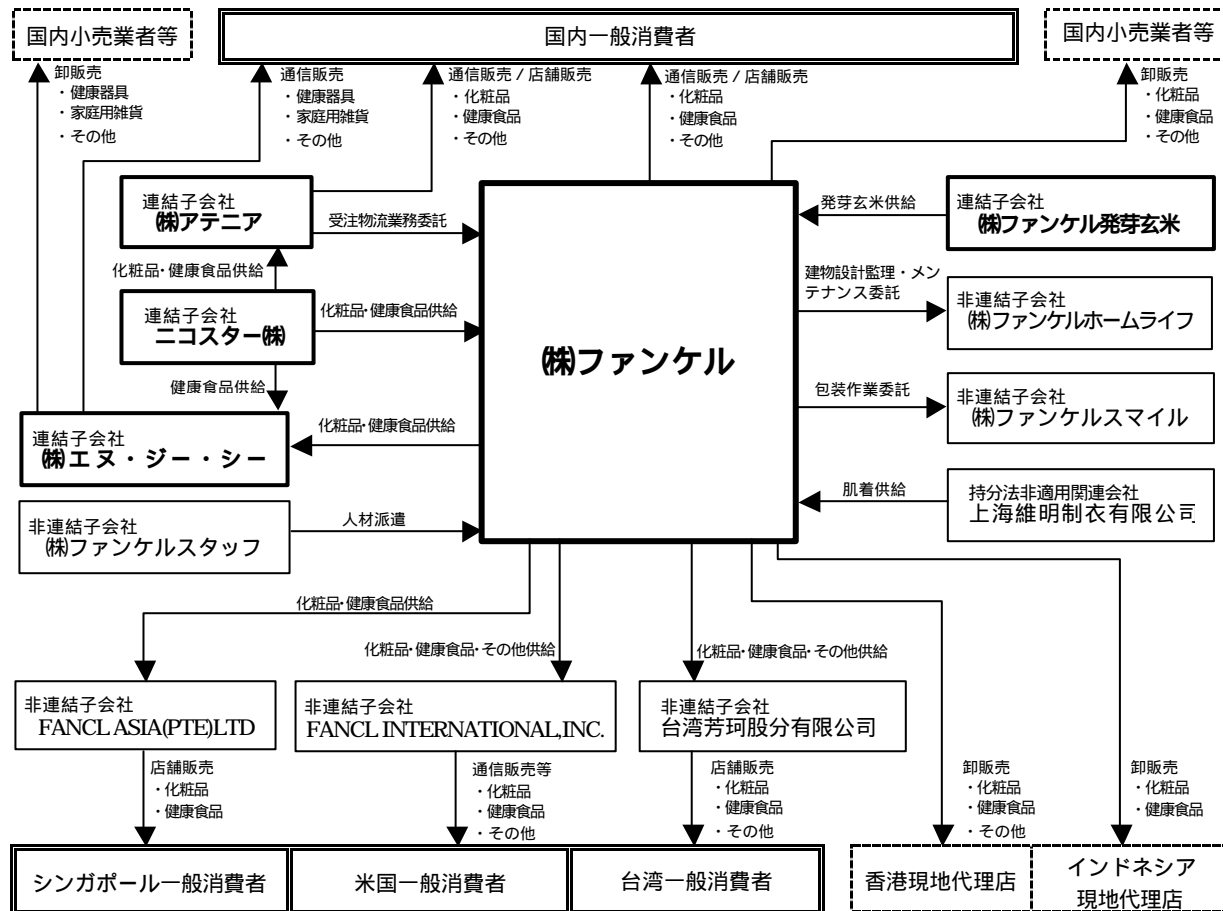 国内小売業者等
国内一般消費者
国内小売業者等
卸販売
・健康器具
・家庭用雑貨
・その他
通信販売
・健康器具
・家庭用雑貨
・その他
通信販売 / 店舗販売
・化粧品
・健康食品
・その他
通信販売 / 店舗販売
・化粧品
・健康食品
・その他
卸販売
・化粧品
・健康食品
・その他
連結子会社
㈱アテニア
受注物流業務委託
化粧品・健康食品供給
連結子会社
ニコスター㈱
化粧品・健康食品供給
健康食品供給
連結子会社
㈱エヌ・ジー・シー
化粧品・健康食品供給
非連結子会社
㈱ファンケルスタッフ
人材派遣
㈱ファンケル
発芽玄米供給
連結子会社
㈱ファンケル発芽玄米
建物設計監理・メン
テナンス委託
非連結子会社
㈱ファンケルホームライフ
包装作業委託
非連結子会社
㈱ファンケルスマイル
肌着供給
持分法非適用関連会社
上海維明制衣有限公司
化粧品・健康食品供給
化粧品・健康食品・その他供給
化粧品・健康食品・その他供給
非連結子会社
FANCL ASIA(PTE)LTD
非連結子会社
FANCL INTERNATIONAL,INC.
非連結子会社
台湾芳珂股分有限公司
店舗販売
・化粧品
・健康食品
通信販売等
・化粧品
・健康食品
・その他
店舗販売
・化粧品
・健康食品
・その他
卸販売
・化粧品
・健康食品
・その他
卸販売
・化粧品
・健康食品
シンガポール一般消費者
米国一般消費者
台湾一般消費者
香港現地代理店
インドネシア
現地代理店